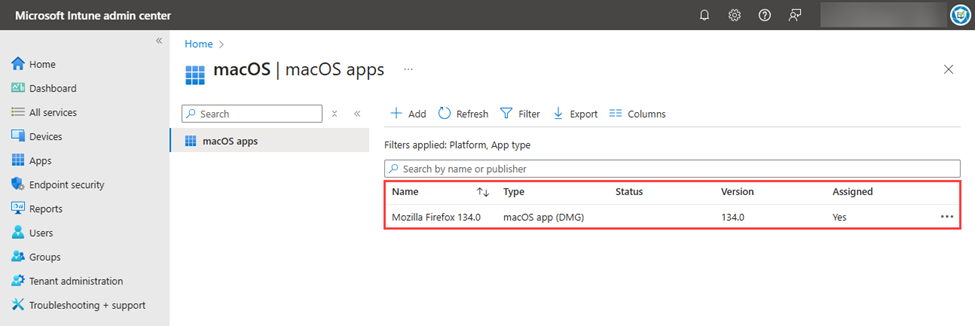 Microsoft Intune admin center
Home
Dashboard
All services
Devices
Apps
Endpoint security
Reports
Users
Groups
Tenant administration
Troubleshooting + support
Home
macOS | macOS apps
Search
macOS apps
Add Refresh Filter Export Columns
Filters applied: Platform, App type
Search by name or publisher
Name Type Status Version Assigned
Mozilla Firefox 134.0 macOS app (DMG) 134.0 Yes